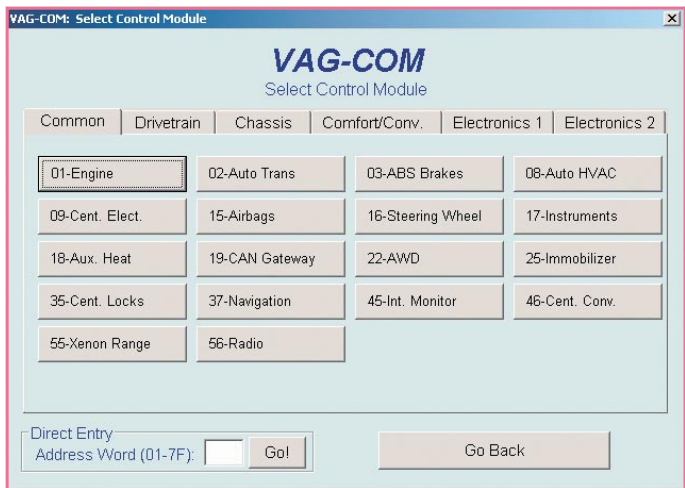 VAG-COM: Select Control Module
VAG-COM
Select Control Module
Common Drivetrain Chassis Comfort/Conv. Electronics 1 Electronics 2
01-Engine 02-Auto Trans 03-ABS Brakes 08-Auto HVAC
09-Cent. Elect. 15-Airbags 16-Steering Wheel 17-Instruments
18-Aux. Heat 19-CAN Gateway 22-AWD 25-Immobilizer
35-Cent. Locks 37-Navigation 45-Int. Monitor 46-Cent. Conv.
55-Xenon Range 56-Radio
Direct Entry
Address Word (01-7F): Go! Go Back